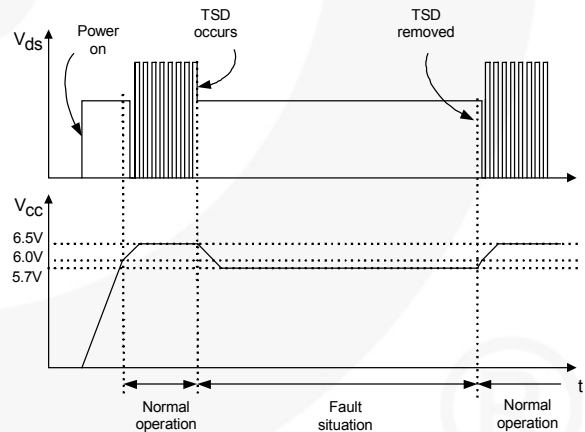 Vds
Power
on
TSD
occurs
TSD
removed
Vcc
6.5V
6.0V
5.7V
t
Normal
operation
Fault
situation
Normal
operation
®